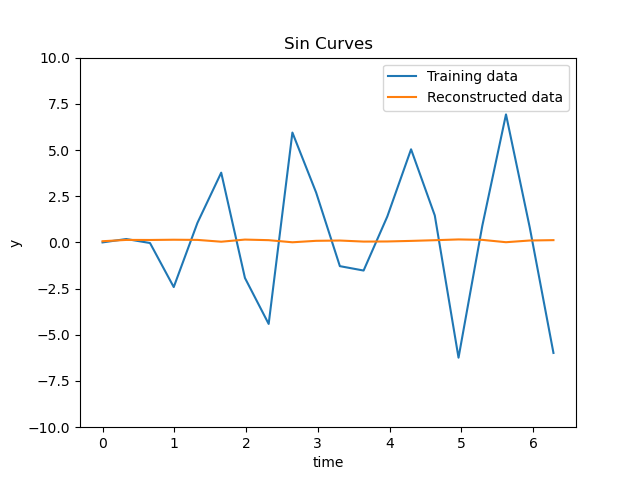 Sin Curves
Training data
Reconstructed data
10.0
7.5
5.0
2.5
0.0
−2.5
−5.0
−7.5
−10.0
y
0 1 2 3 4 5 6
time